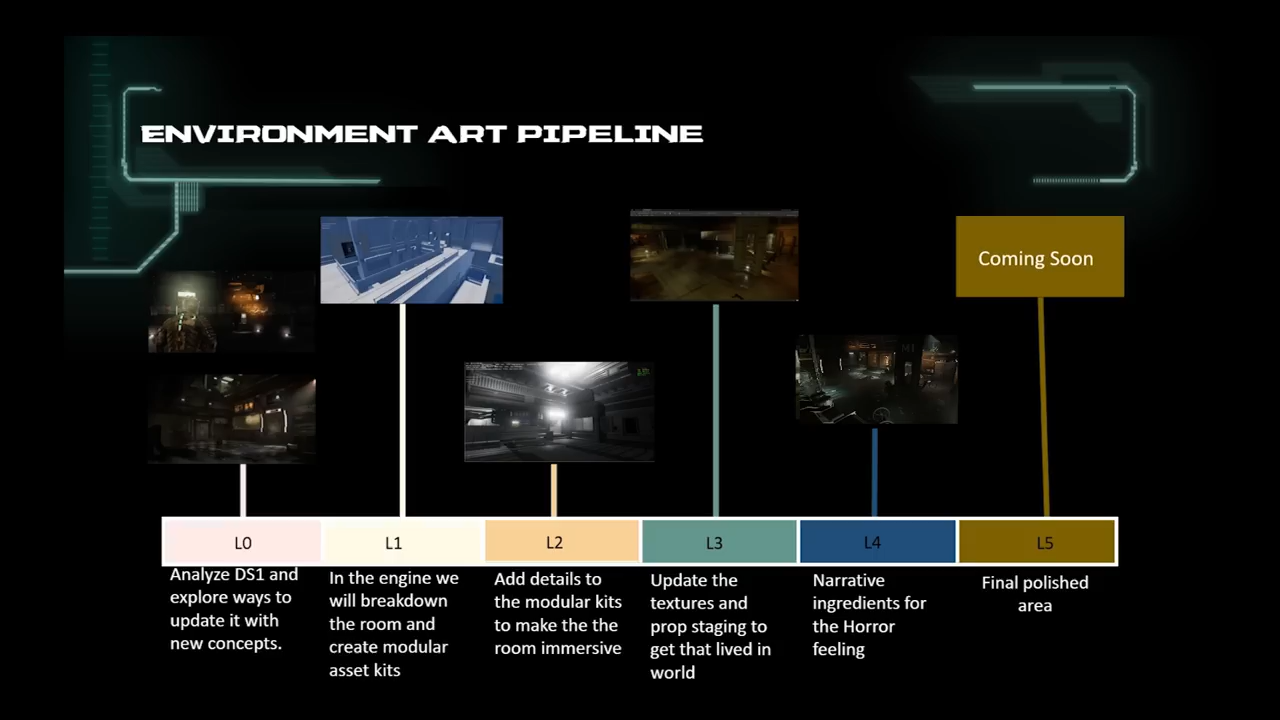 ENVIRONMENT ART PIPELINE
Coming Soon
L0
L1
L2
L3
L4
L5
Analyze DS1 and
explore ways to
update it with
new concepts.
In the engine we
will breakdown
the room and
create modular
asset kits
Add details to
the modular kits
to make the the
room immersive
Update the
textures and
prop staging to
get that lived in
world
Narrative
ingredients for
the Horror
feeling
Final polished
area